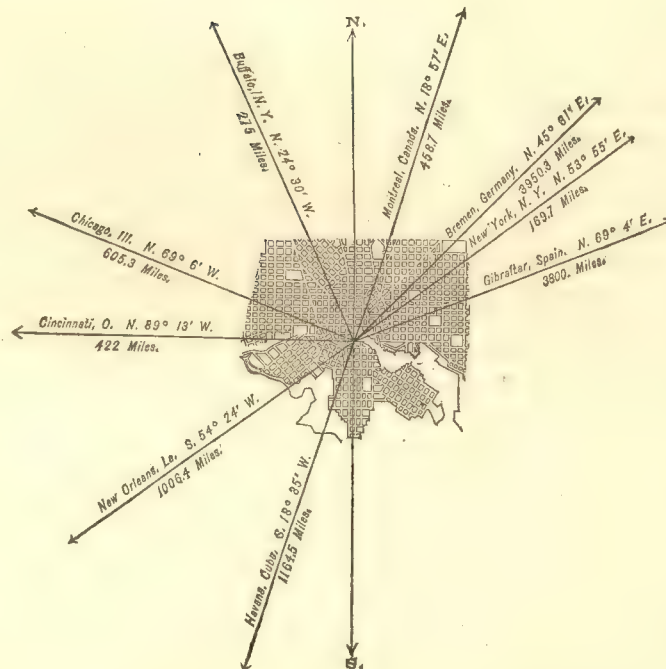 N.
Buffalo, N. Y. N. 24° 30' W.
275 Miles.
Montreal, Canada, N. 18° 57' E.
458.7 Miles.
Bremen, Germany, N. 45° 61' E.
3950.3 Miles.
New York, N. Y. N. 53° 55' E.
169.7 Miles.
Gibraltar, Spain. N. 69° 4' E.
3800. Miles.
Chicago, Ill. N. 69° 6' W.
605.3 Miles.
Cincinnati, O. N. 89° 13' W.
422 Miles.
New Orleans, La. S. 54° 24' W.
1006.4 Miles.
Havana, Cuba, S. 18° 35' W.
1164.5 Miles.
S.